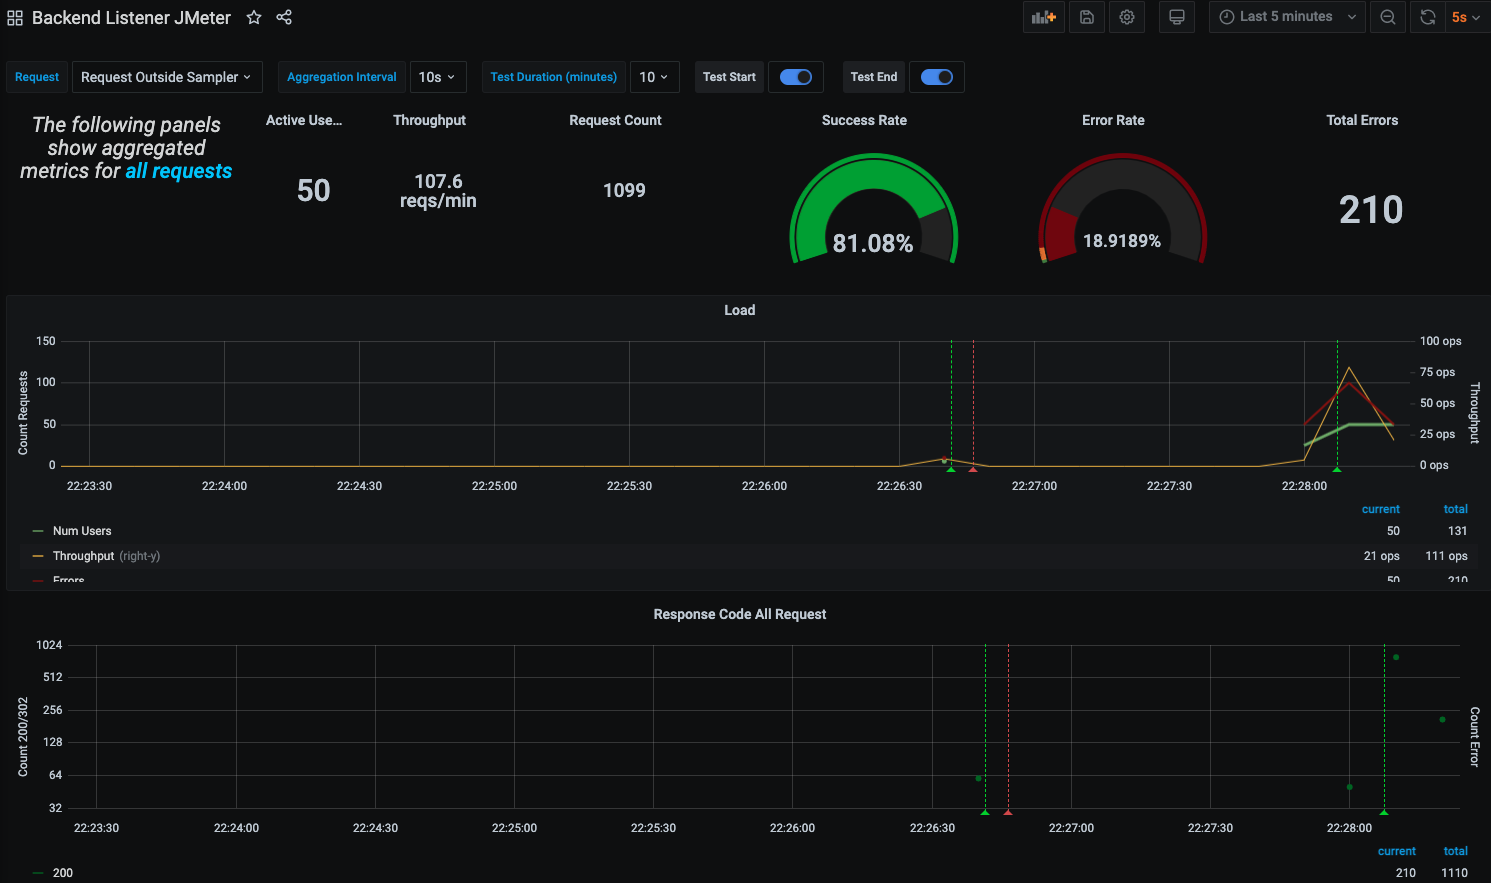 Backend Listener JMeter
Last 5 minutes
5s
Request
Request Outside Sampler
Aggregation Interval
10s
Test Duration (minutes)
10
Test Start
Test End
The following panels
show aggregated
metrics for all requests
Active Use...
50
Throughput
107.6
reqs/min
Request Count
1099
Success Rate
81.08%
Error Rate
18.9189%
Total Errors
210
Load
Count Requests
150
100
50
0
100 ops
75 ops
50 ops
25 ops
0 ops
Throughput
22:23:30 22:24:00 22:24:30 22:25:00 22:25:30 22:26:00 22:26:30 22:27:00 22:27:30 22:28:00
current total
Num Users 50 131
Throughput (right-y) 21 ops 111 ops
Errors 50 210
Response Code All Request
Count 200/302
1024
512
256
128
64
32
Count Error
22:23:30 22:24:00 22:24:30 22:25:00 22:25:30 22:26:00 22:26:30 22:27:00 22:27:30 22:28:00
current total
200 210 1110